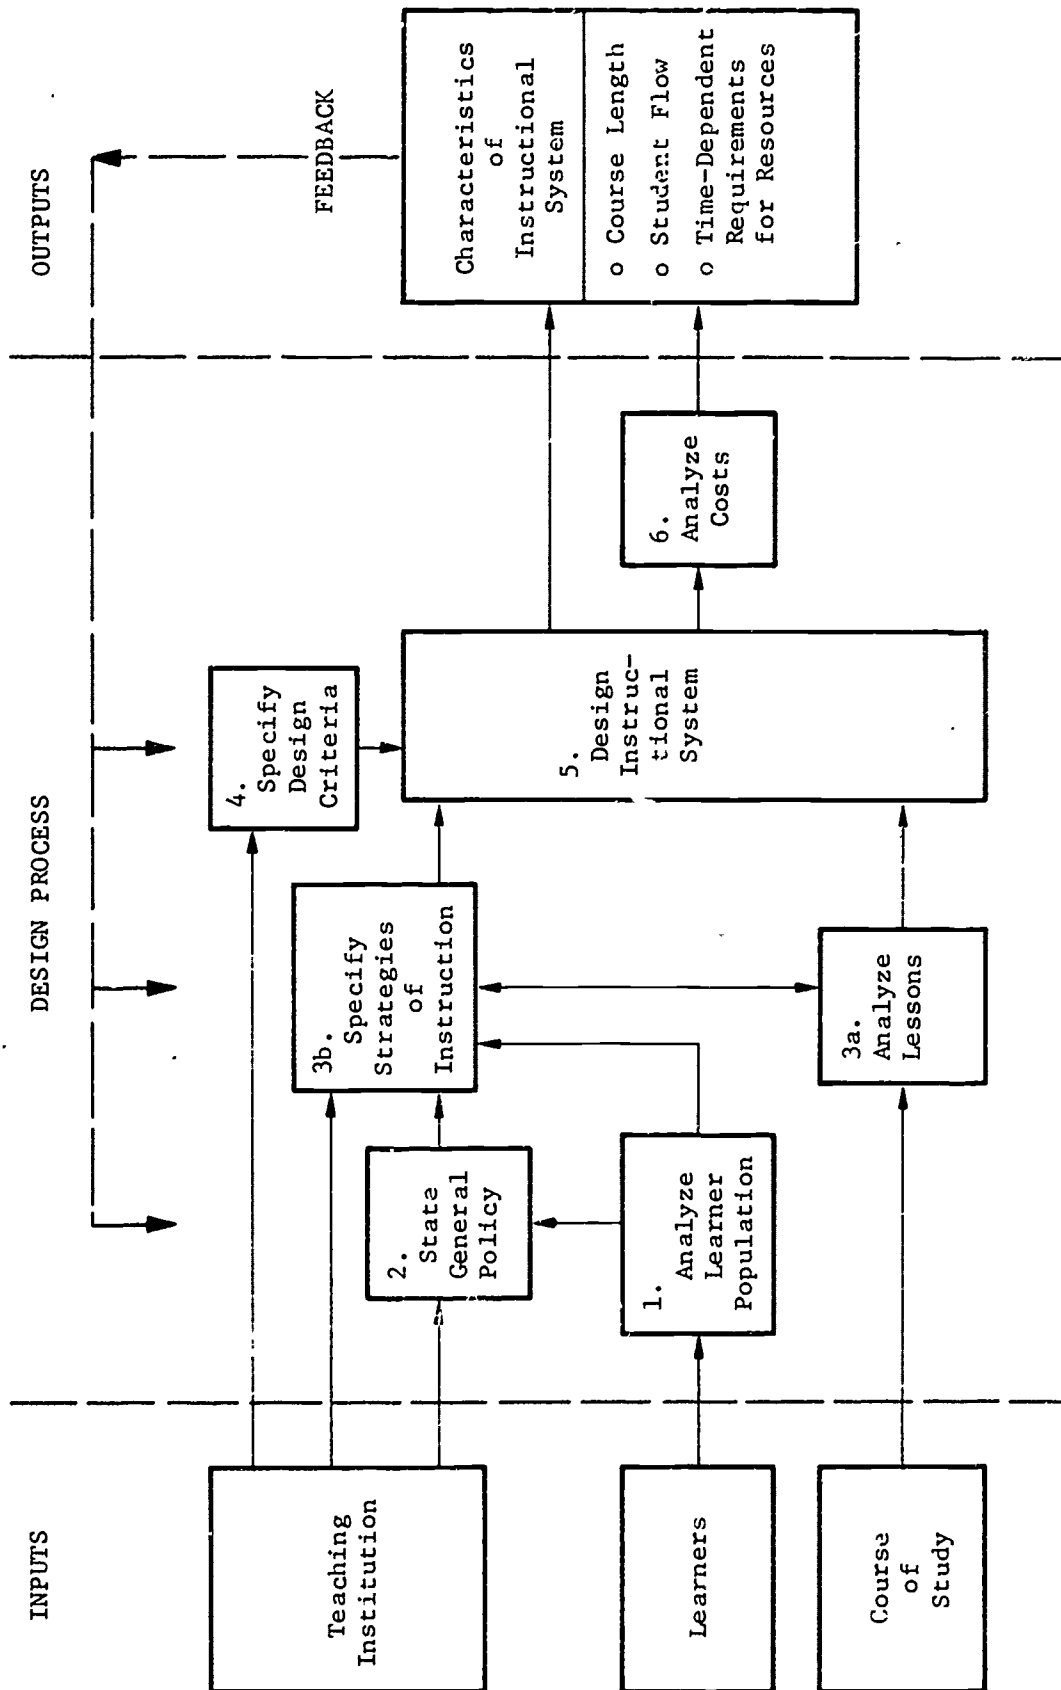 INPUTS
DESIGN PROCESS
OUTPUTS
Teaching
Institution
Learners
Course
of
Study
1.
Analyze
Learner
Population
2.
State
General
Policy
3b.
Specify
Strategies
of
Instruction
3a.
Analyze
Lessons
4.
Specify
Design
Criteria
5.
Design
Instruc-
tional
System
6.
Analyze
Costs
FEEDBACK
Characteristics
of
Instructional
System
o Course Length
o Student Flow
o Time-Dependent
Requirements
for Resources